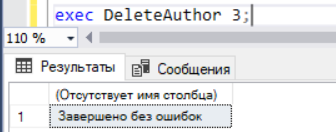 exec DeleteAuthor 3;
110 %
Результаты Сообщения
(Отсутствует имя столбца)
1 Завершено без ошибок